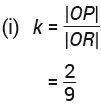 (i) k = |OP| / |OR|
= 2/9